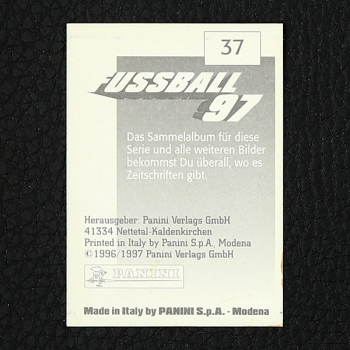 37
FUSSBALL
97
Das Sammelalbum für diese
Serie und alle weiteren Bilder
bekommst Du überall, wo es
Zeitschriften gibt.
Herausgeber: Panini Verlags GmbH
41334 Nettetal-Kaldenkirchen
Printed in Italy by Panini S.p.A., Modena
©1996/1997 Panini Verlags GmbH
PANINI
Made in Italy by PANINI S.p.A. - Modena